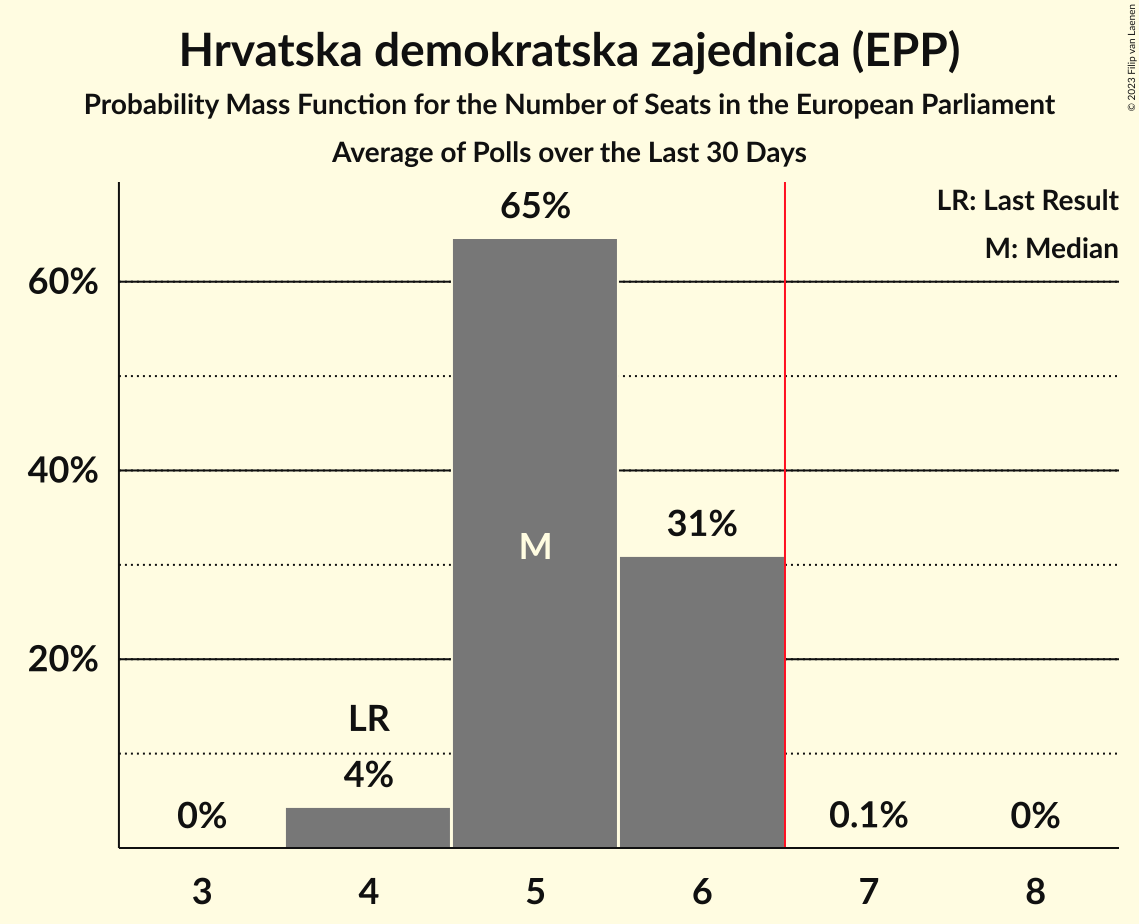 Hrvatska demokratska zajednica (EPP)
Probability Mass Function for the Number of Seats in the European Parliament
Average of Polls over the Last 30 Days
© 2023 Filip van Laenen
LR: Last Result
M: Median
65%
60%
40%
31%
M
20%
LR
4%
0%
0.1%
0%
3 4 5 6 7 8